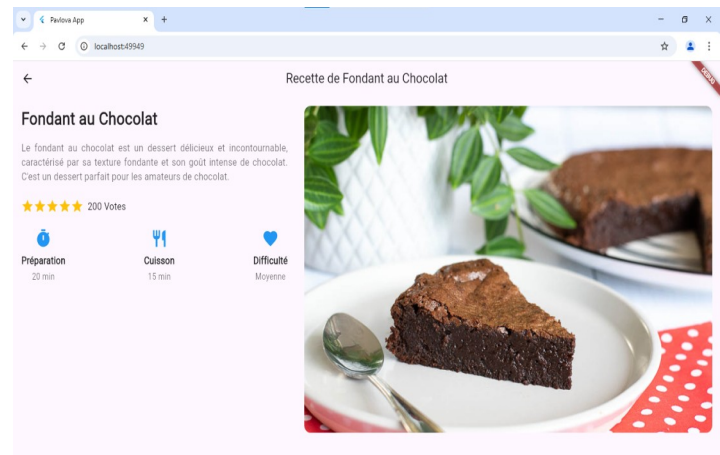 Pavlova App
localhost:49949
DEBUG
Recette de Fondant au Chocolat
Fondant au Chocolat
Le fondant au chocolat est un dessert délicieux et incontournable,
caractérisé par sa texture fondante et son goût intense de chocolat.
C'est un dessert parfait pour les amateurs de chocolat.
200 Votes
Préparation Cuisson Difficulté
20 min 15 min Moyenne